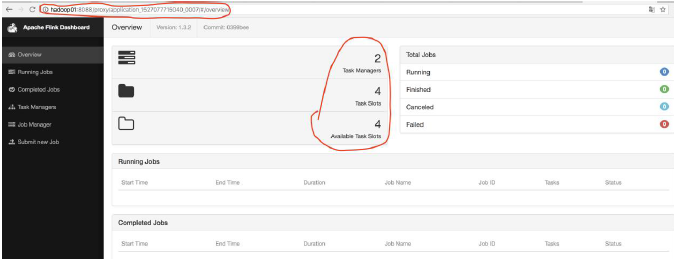 hadoop01:8088/proxy/application_1527077715040_0007/#/overview
Apache Flink Dashboard
Overview
Version: 1.3.2
Overview
Running Jobs
Completed Jobs
Task Managers
Job Manager
Submit new Job
2
Task Managers
4
Task Slots
4
Available Task Slots
Total Jobs
Running 0
Finished 0
Canceled 0
Failed 0
Running Jobs
Start Time End Time Duration Job Name Job ID Tasks Status
Completed Jobs
Start Time End Time Duration Job Name Job ID Tasks Status